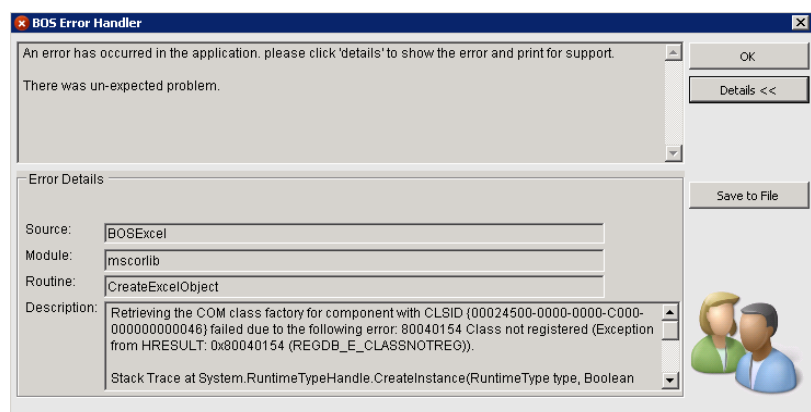 BOS Error Handler
An error has occurred in the application. please click 'details' to show the error and print for support.
There was un-expected problem.
OK
Details <<
Error Details
Save to File
Source:
BOSExcel
Module:
mscorlib
Routine:
CreateExcelObject
Description:
Retrieving the COM class factory for component with CLSID {00024500-0000-0000-C000-
000000000046} failed due to the following error: 80040154 Class not registered (Exception
from HRESULT: 0x80040154 (REGDB_E_CLASSNOTREG)).
Stack Trace at System.RuntimeTypeHandle.CreateInstance(RuntimeType type, Boolean